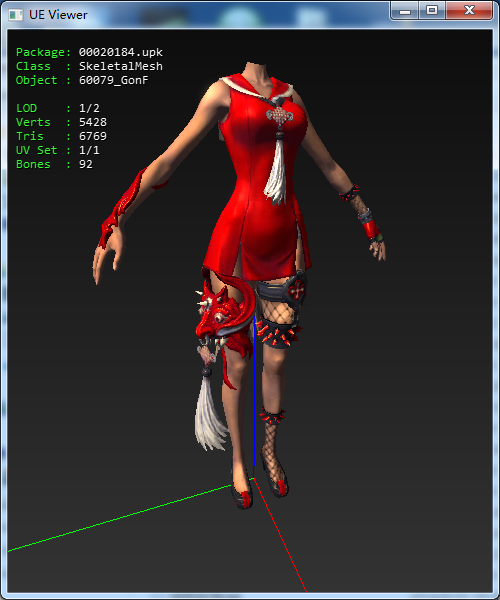 UE Viewer
Package: 00020184.upk
Class : SkeletalMesh
Object : 60079_GonF
LOD : 1/2
Verts : 5428
Tris : 6769
UV Set : 1/1
Bones : 92